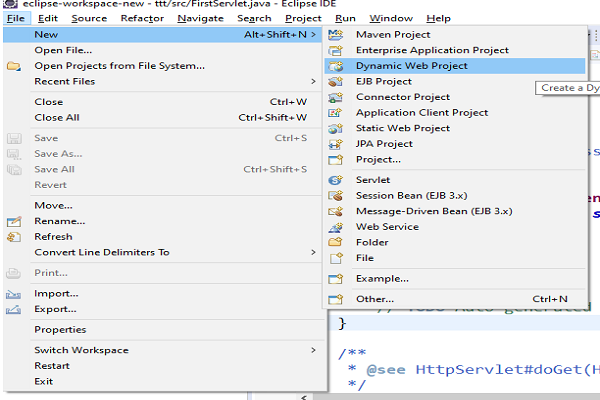 eclipse-workspace-new - ttt/src/FirstServlet.java - Eclipse IDE
File Edit Source Refactor Navigate Search Project Run Window Help
New Alt+Shift+N >
Open File...
Open Projects from File System...
Recent Files >
Close Ctrl+W
Close All Ctrl+Shift+W
Save Ctrl+S
Save As...
Save All Ctrl+Shift+S
Revert
Move...
Rename...
Refresh
Convert Line Delimiters To >
Print...
Import...
Export...
Properties
Switch Workspace >
Restart
Exit
Maven Project
Enterprise Application Project
Dynamic Web Project
EJB Project
Connector Project
Application Client Project
Static Web Project
JPA Project
Project...
Servlet
Session Bean (EJB 3.x)
Message-Driven Bean (EJB 3.x)
Web Service
Folder
File
Example...
Other... Ctrl+N
Create a Dy
// TODO Auto-generated
}
/**
* @see HttpServlet#doGet(H
*/